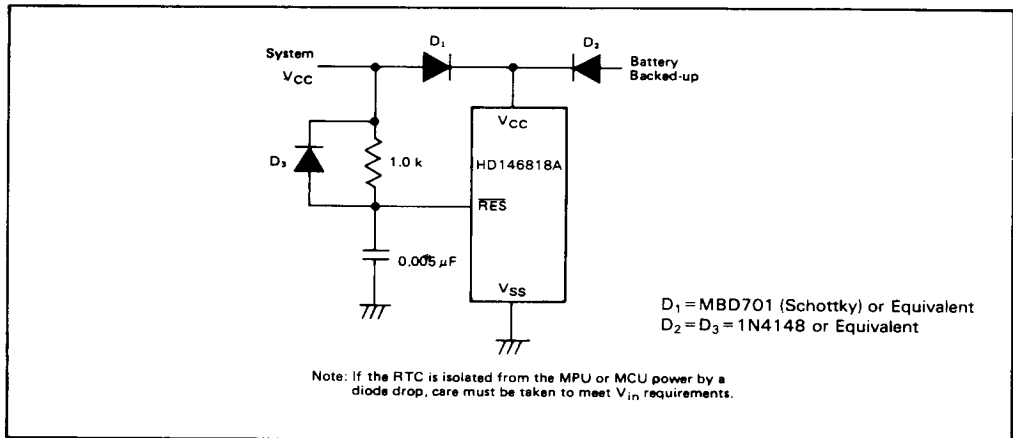 D₁
D₂
System
VCC
Battery
Backed-up
VCC
D₃
1.0 k
HD146818A
R̅E̅S̅
0.005 µF
VSS
D₁=MBD701 (Schottky) or Equivalent
D₂=D₃=1N4148 or Equivalent
Note: If the RTC is isolated from the MPU or MCU power by a
diode drop, care must be taken to meet Vin requirements.